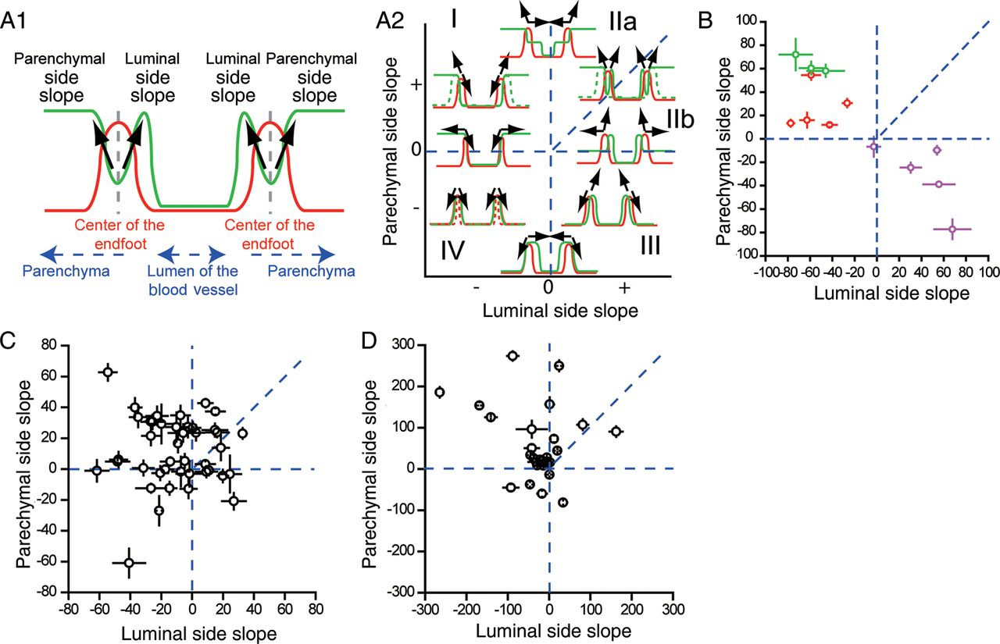 A1
Parenchymal side slope
Luminal side slope
Luminal side slope
Parenchymal side slope
Center of the endfoot
Center of the endfoot
Parenchyma
Lumen of the blood vessel
Parenchyma
A2
I
IIa
IIb
III
IV
+
0
-
Parechymal side slope
- 0 +
Luminal side slope
B
100
80
60
40
20
0
-20
-40
-60
-80
-100
Parechymal side slope
-100 -80 -60 -40 -20 0 20 40 60 80 100
Luminal side slope
C
80
60
40
20
0
-20
-40
-60
-80
Parechymal side slope
-80 -60 -40 -20 0 20 40 60 80
Luminal side slope
D
300
200
100
0
-100
-200
-300
Parechymal side slope
-300 -200 -100 0 100 200 300
Luminal side slope